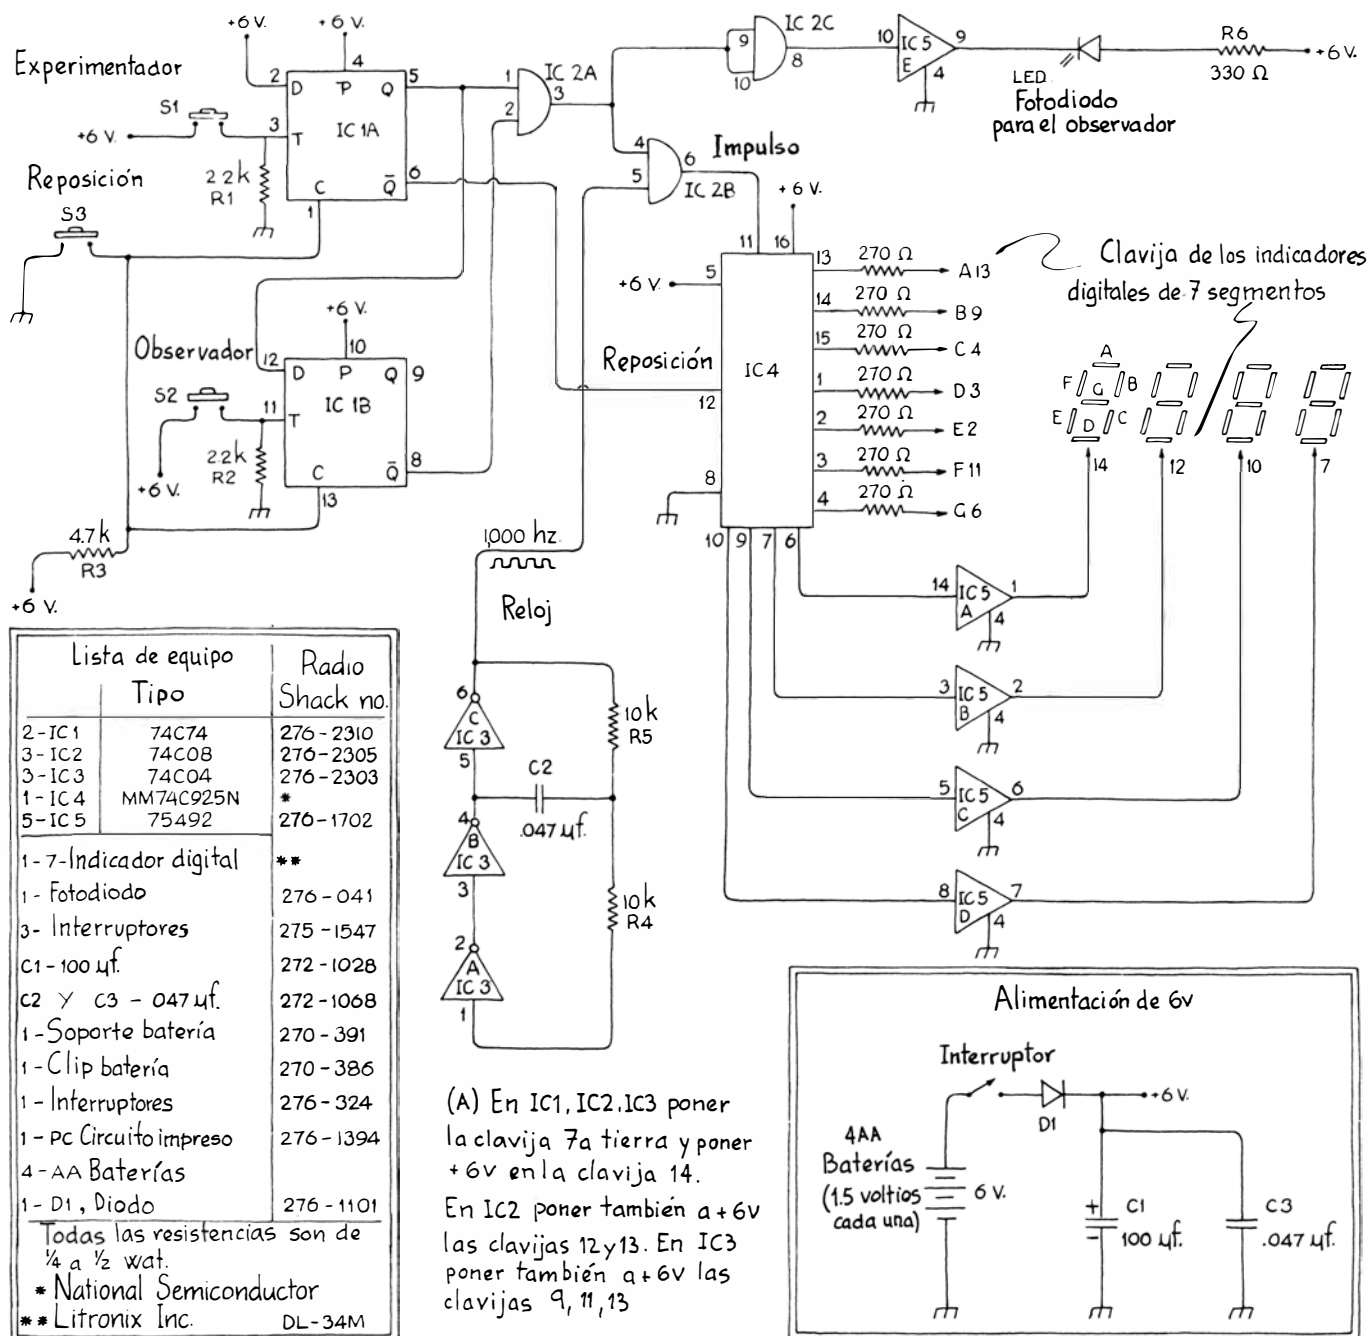 +6 V.
+6 V.
Experimentador
S1
+6 V.
2 D P Q 5
4
3 T
IC 1A
C Q̄ 6
1
2.2k
R1
Reposición
S3
1
2
3
IC 2A
4
5
6
IC 2B
Impulso
9
10
8
IC 2C
10 IC 5 9
E 4
LED.
Fotodiodo
para el observador
R6
330 Ω
+6 V.
+6 V.
Observador
S2
+6 V.
12 D P Q 9
10
11 T
IC 1B
C Q̄ 8
13
2.2k
R2
4.7k
R3
+6 V.
+6 V.
11 16
+6 V.
5
Reposición
12
IC 4
8
13 270 Ω A 13
14 270 Ω B 9
15 270 Ω C 4
1 270 Ω D 3
2 270 Ω E 2
3 270 Ω F 11
4 270 Ω G 6
10 9 7 6
Clavija de los indicadores
digitales de 7 segmentos
A
F G B
E D C
14 12 10 7
14 IC 5 1
A 4
3 IC 5 2
B 4
5 IC 5 6
C 4
8 IC 5 7
D 4
1,000 hz.
Reloj
6
C
IC 3
5
4
B
IC 3
3
2
A
IC 3
1
C2
.047 µf.
10k
R5
10k
R4
Lista de equipo Radio
Tipo Shack no.
2-IC 1 74C74 276-2310
3-IC2 74C08 276-2305
3-IC3 74C04 276-2303
1-IC 4 MM74C925N *
5-IC 5 75492 276-1702
1-7-Indicador digital **
1- Fotodiodo 276-041
3- Interruptores 275-1547
C1-100 µf. 272-1028
C2 Y C3 - 047 µf. 272-1068
1-Soporte batería 270-391
1-Clip batería 270-386
1-Interruptores 276-324
1-PC Circuito impreso 276-1394
4-AA Baterías
1-D1, Diodo 276-1101
Todas las resistencias son de
¼ a ½ wat.
* National Semiconductor
** Litronix Inc. DL-34M
(A) En IC1, IC2, IC3 poner
la clavija 7a tierra y poner
+6v en la clavija 14.
En IC2 poner también a+6v
las clavijas 12 y 13. En IC3
poner también a+6v las
clavijas 9, 11, 13
Alimentación de 6v
Interruptor
D1
+6 V.
4AA
Baterías
(1.5 voltios
cada una)
6 V.
+
-
C1
100 µf.
C3
.047 µf.